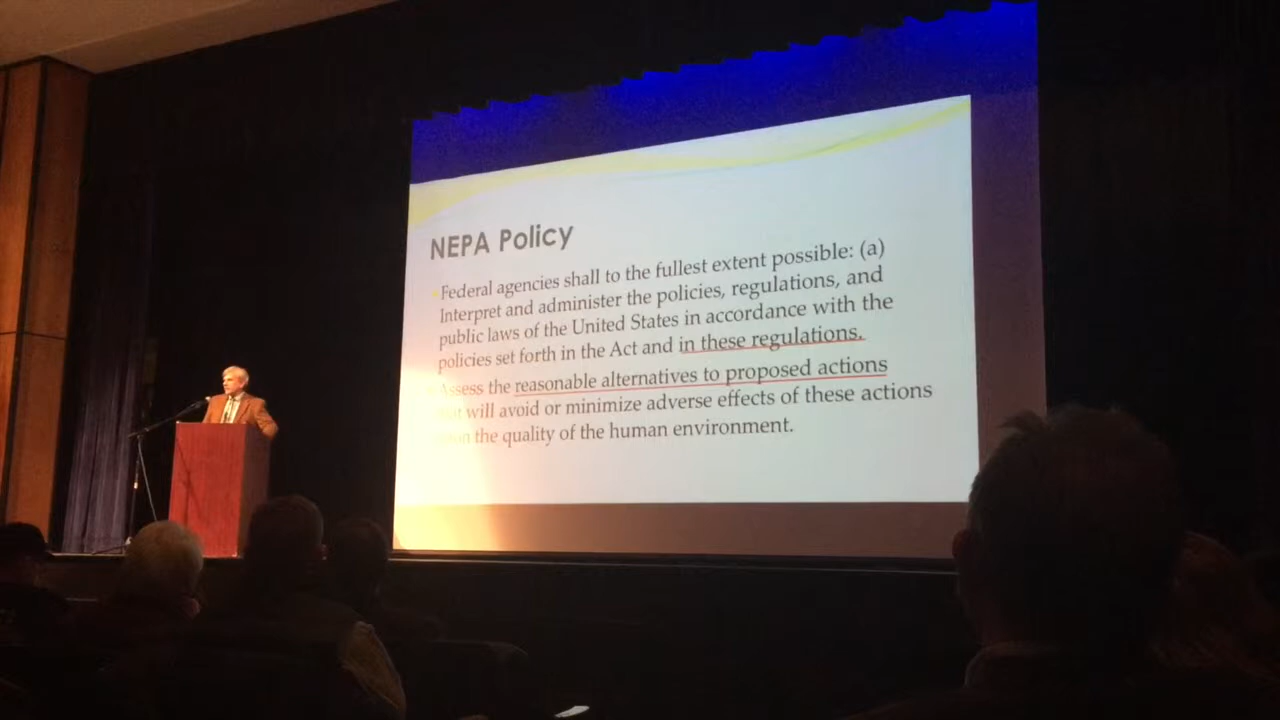 NEPA Policy
Federal agencies shall to the fullest extent possible: (a)
Interpret and administer the policies, regulations, and
public laws of the United States in accordance with the
policies set forth in the Act and in these regulations.
Assess the reasonable alternatives to proposed actions
will avoid or minimize adverse effects of these actions
the quality of the human environment.